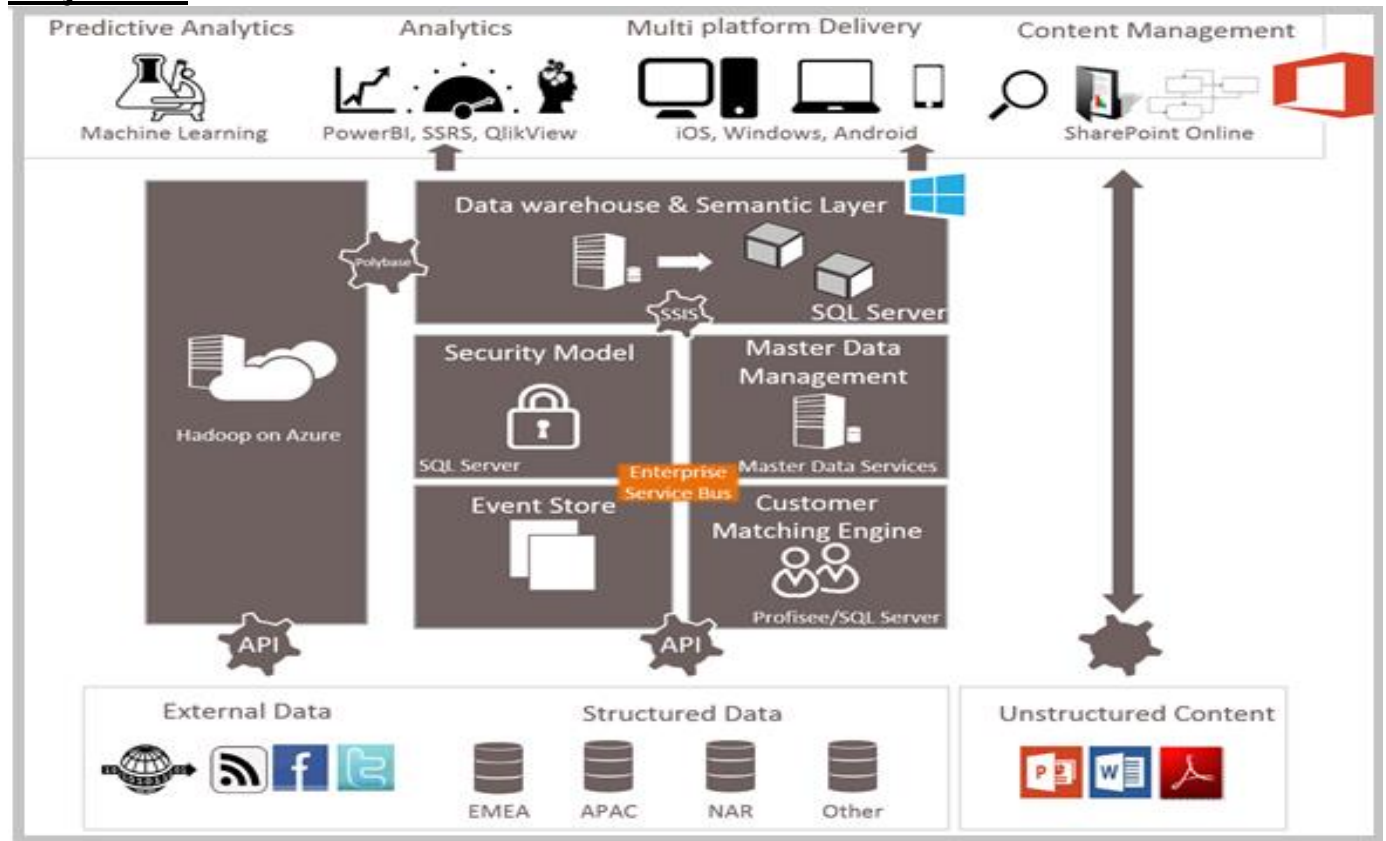 Predictive Analytics
Analytics
Multi platform Delivery
Content Management
Machine Learning
PowerBI, SSRS, QlikView
iOS, Windows, Android
SharePoint Online
Data warehouse & Semantic Layer
Polybase
SSIS
SQL Server
Security Model
Master Data
Management
Hadoop on Azure
SQL Server
Master Data Services
Enterprise
Service Bus
Event Store
Customer
Matching Engine
Profisee/SQL Server
API
API
External Data
Structured Data
Unstructured Content
EMEA
APAC
NAR
Other